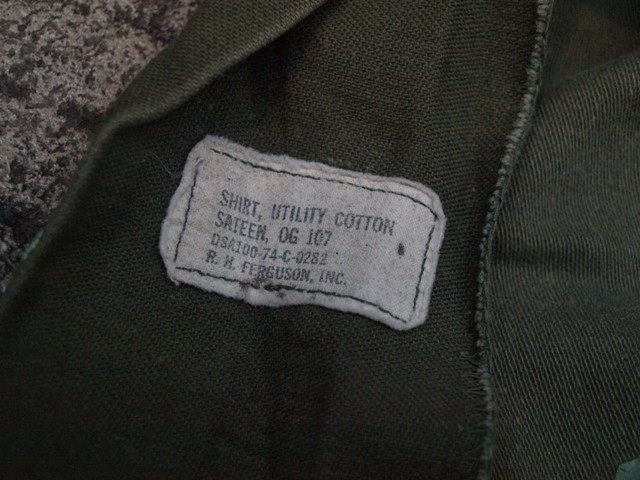 SHIRT, UTILITY COTTON
SATEEN, OG 107
DSA100-74-C-0282
R. H. FERGUSON, INC.